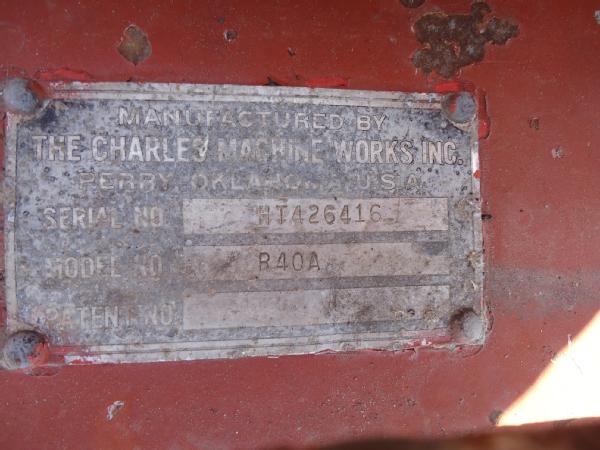 MANUFACTURED BY
THE CHARLES MACHINE WORKS INC.
PERRY, OKLAHOMA, U.S.A.
SERIAL NO HT426416
MODEL NO R40A
PATENT NO